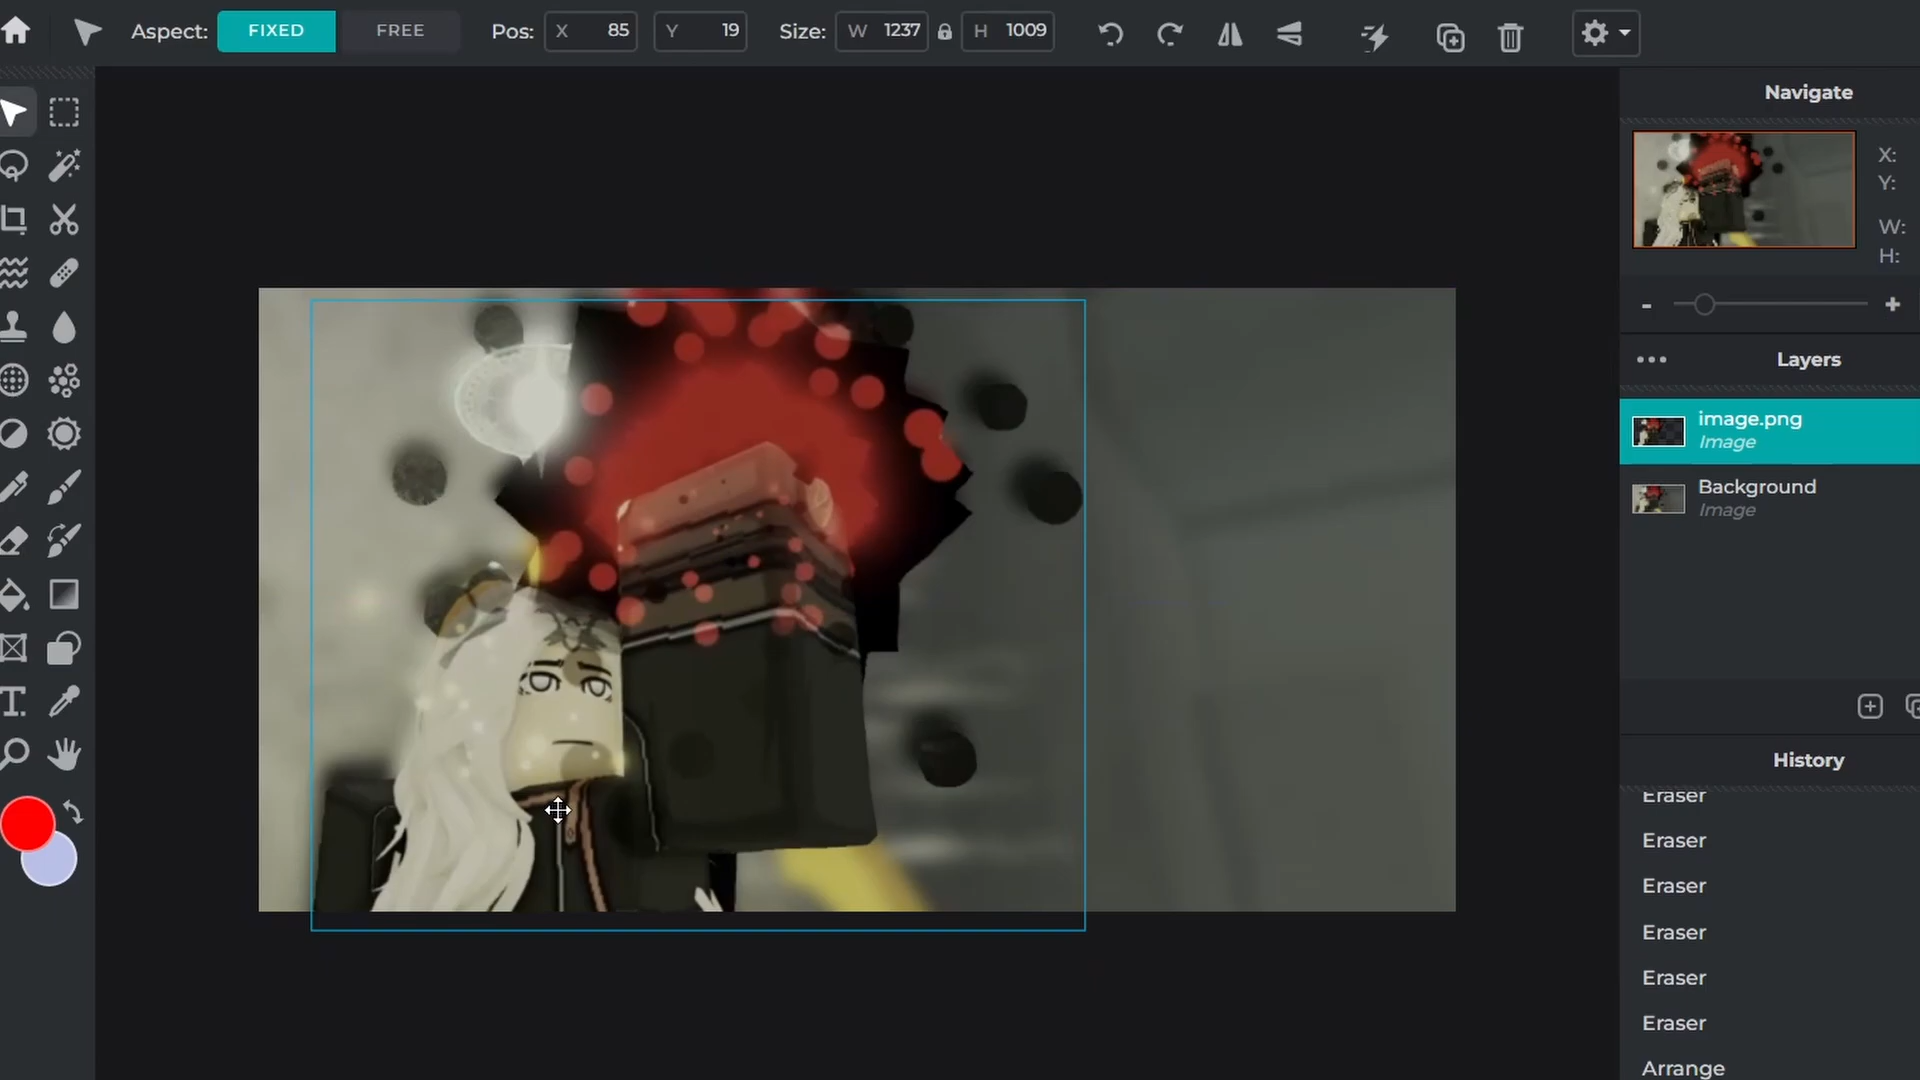 Aspect: FIXED FREE Pos: X 85 Y 19 Size: W 1237 H 1009
Navigate
X:
Y:
W:
H:
- +
Layers
image.png
Image
Background
Image
History
Eraser
Eraser
Eraser
Eraser
Eraser
Eraser
Arrange